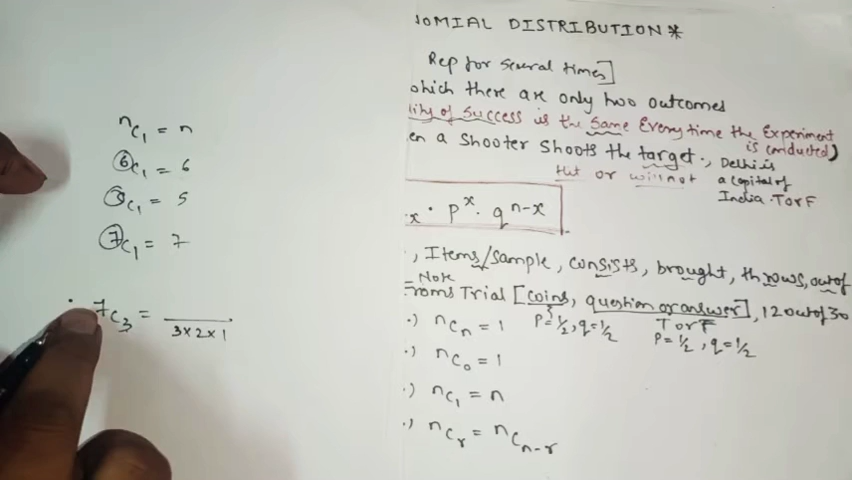 nC₁ = n
6C₁ = 6
5C₁ = 5
7C₁ = 7
7C₃ =
3×2×1
OMIAL DISTRIBUTION*
Rep for several times]
which there are only two outcomes
lity of Success is the Same Every time the Experiment
is conducted)
en a Shooter Shoots the target., Delhi is
Hit or will not a capital of
India. T or F
x · pˣ · qⁿ⁻ˣ
, Items/Sample, consists, brought, throws, out of
= Note
From's Trial [coins, question or answer], 12 out of 30
P=½, q=½ T or F
P=½, q=½
.) nCn = 1
.) nC₀ = 1
.) nC₁ = n
.) nCr = nCn-r